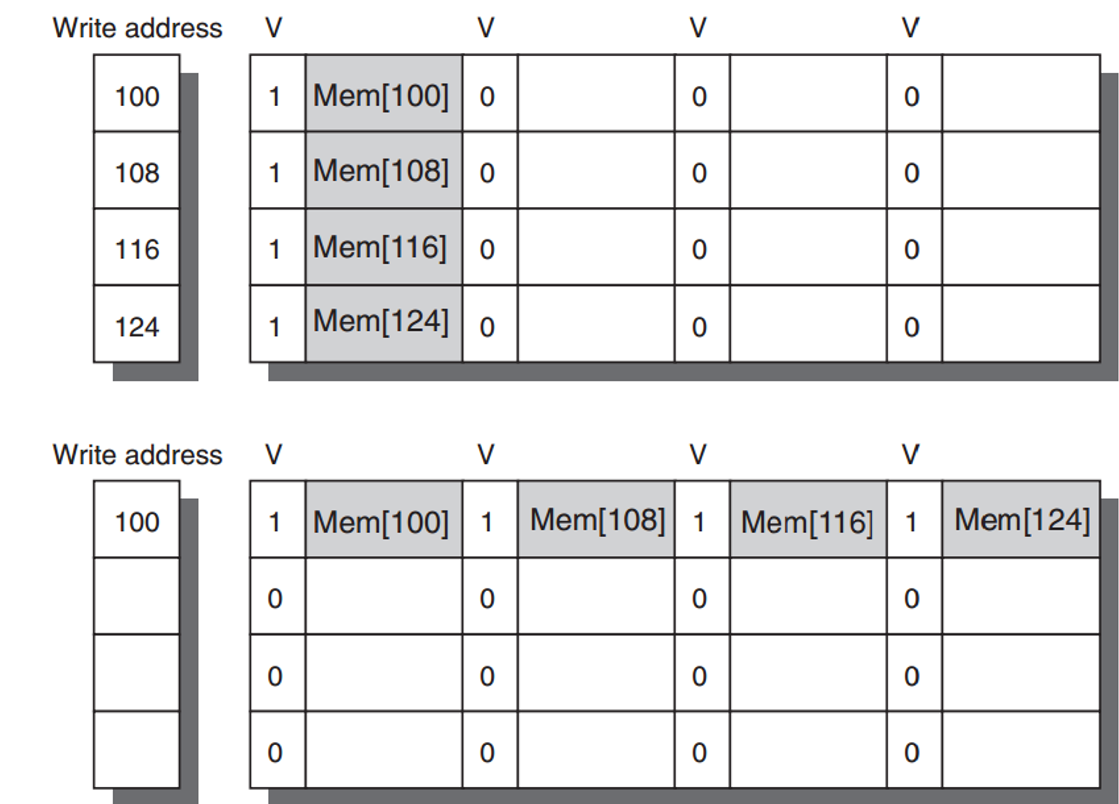 Write address V V V V
100 1 Mem[100] 0 0 0
108 1 Mem[108] 0 0 0
116 1 Mem[116] 0 0 0
124 1 Mem[124] 0 0 0
Write address V V V V
100 1 Mem[100] 1 Mem[108] 1 Mem[116] 1 Mem[124]
0 0 0 0
0 0 0 0
0 0 0 0